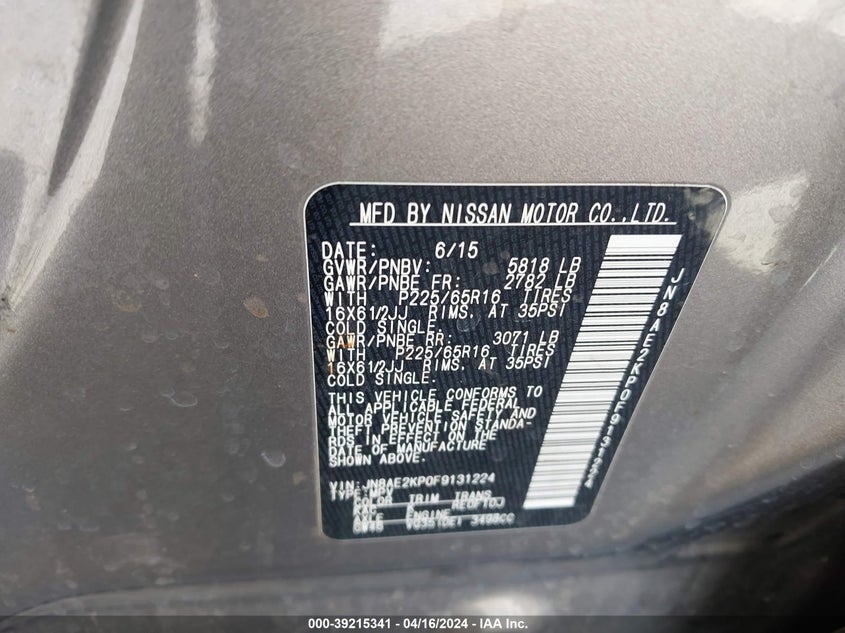 MFD BY NISSAN MOTOR CO.,LTD.
DATE: 6/15
GVWR/PNBV: 5818 LB
GAWR/PNBE FR: 2782 LB
WITH P225/65R16 TIRES
16X61/2JJ RIMS. AT 35PSI
COLD SINGLE.
GAWR/PNBE RR: 3071 LB
WITH P225/65R16 TIRES
16X61/2JJ RIMS. AT 35PSI
COLD SINGLE.
THIS VEHICLE CONFORMS TO
ALL APPLICABLE FEDERAL
MOTOR VEHICLE SAFETY AND
THEFT PREVENTION STANDA-
RDS IN EFFECT ON THE
DATE OF MANUFACTURE
SHOWN ABOVE.
VIN: JN8AE2KP0F9131224
TYPE: MPV
COLOR TRIM TRANS
K RE0F10J
AXLE ENGINE
3498CC
JN8AE2KP0F9131224
000-39215341 - 04/16/2024 - IAA Inc.